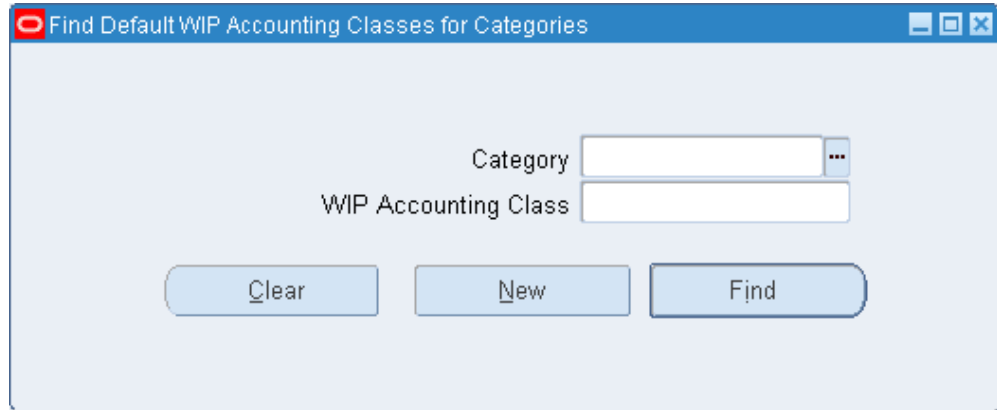 Find Default WIP Accounting Classes for Categories
Category
WIP Accounting Class
Clear New Find